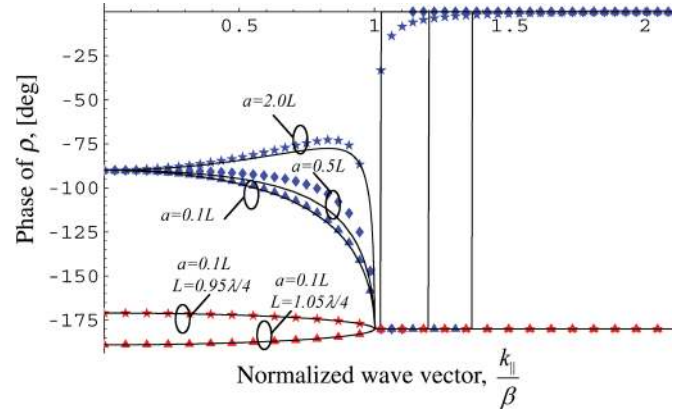 0.5 1 1.5 2
-25
-50
-75
-100
-125
-150
-175
Phase of ρ, [deg]
a=2.0L
a=0.5L
a=0.1L
a=0.1L
L=0.95λ/4
a=0.1L
L=1.05λ/4
Normalized wave vector, k∥/β